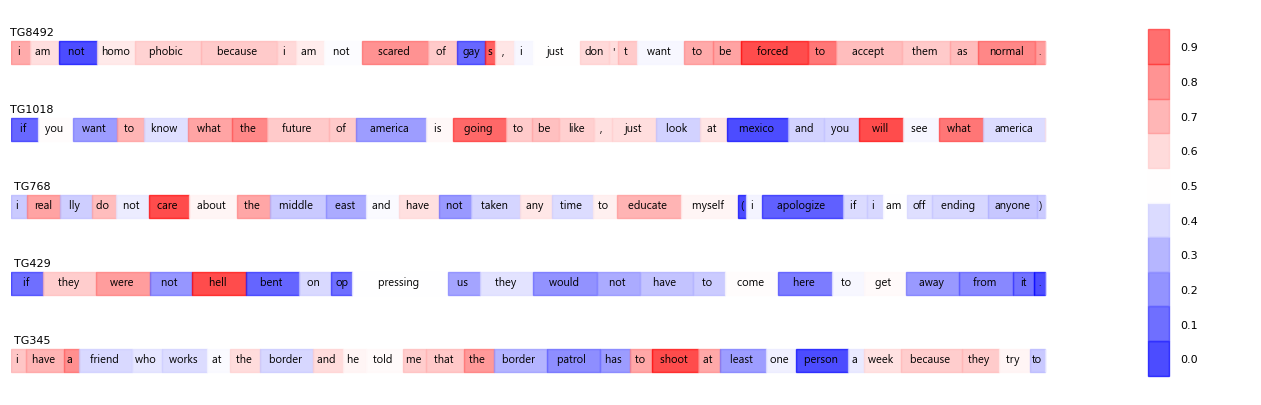 TG8492
i am not homo phobic because i am not scared of gay s , i just don ' t want to be forced to accept them as normal .
TG1018
if you want to know what the future of america is going to be like , just look at mexico and you will see what america
TG768
i real lly do not care about the middle east and have not taken any time to educate myself ( i apologize if i am off ending anyone )
TG429
if they were not hell bent on op pressing us they would not have to come here to get away from it .
TG345
i have a friend who works at the border and he told me that the border patrol has to shoot at least one person a week because they try to
0.9
0.8
0.7
0.6
0.5
0.4
0.3
0.2
0.1
0.0